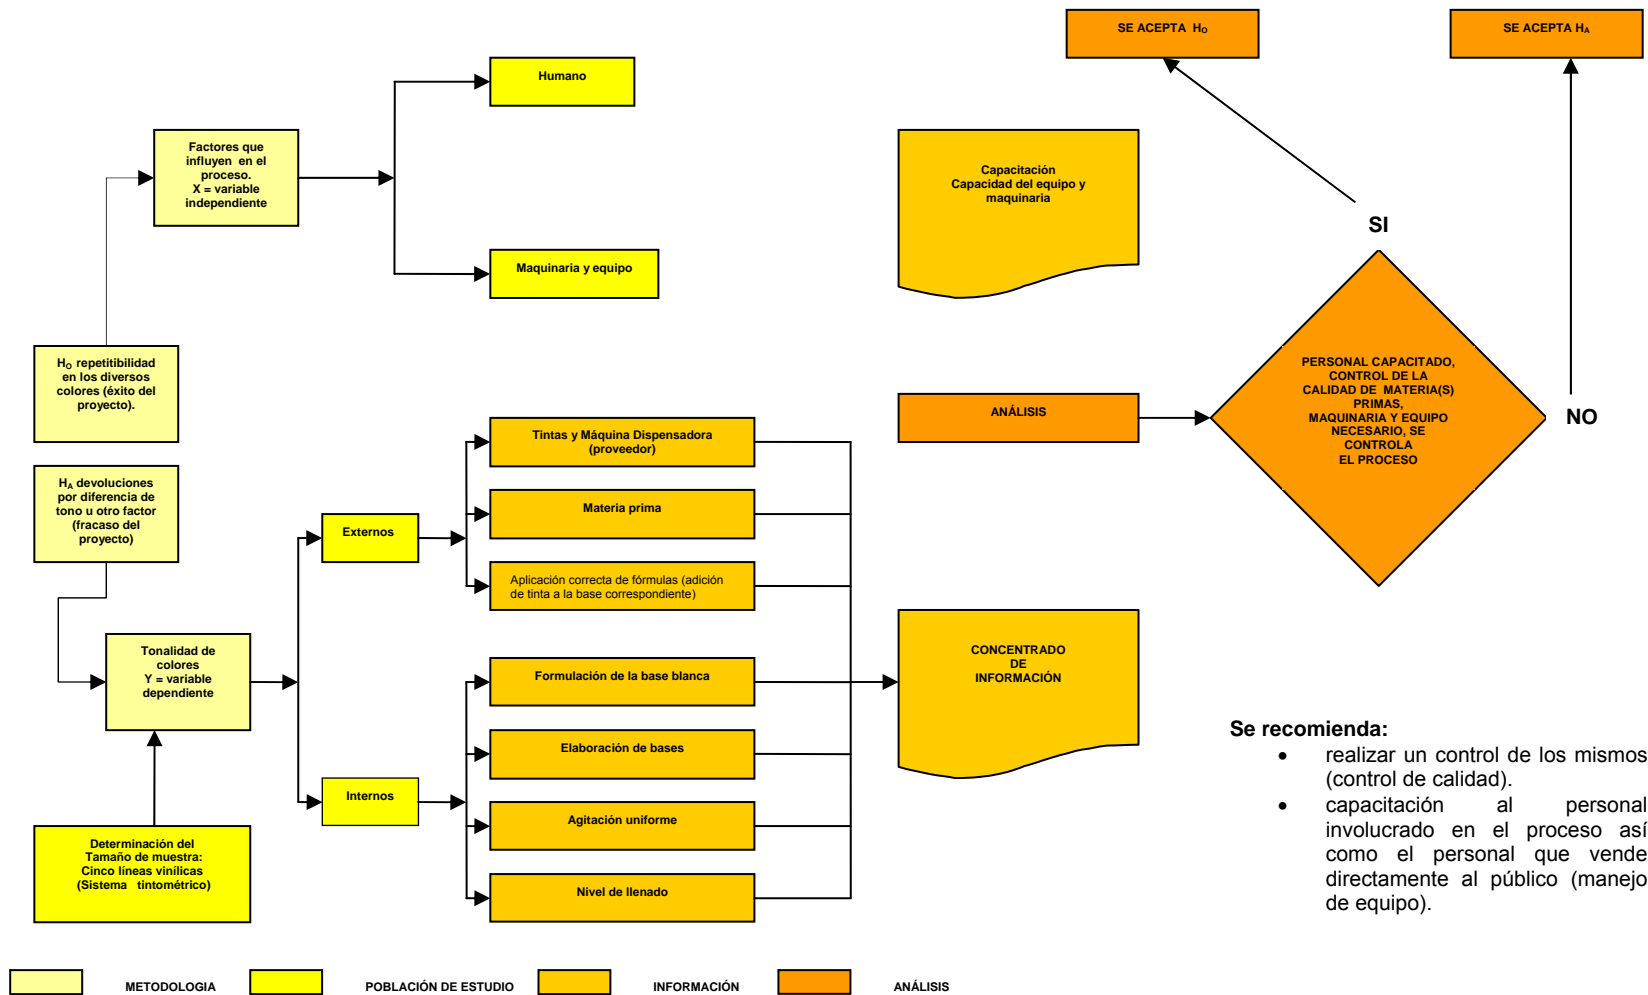 SE ACEPTA  HO
SE ACEPTA HA
Humano
Factores que
influyen  en el
proceso.
X = variable
independiente
Capacitación
Capacidad del equipo y
maquinaria
SI
Maquinaria y equipo
HO repetitibilidad
en los diversos
colores (éxito del
proyecto).
PERSONAL CAPACITADO,
CONTROL DE LA
CALIDAD DE  MATERIA(S)
PRIMAS,
MAQUINARIA Y EQUIPO
NECESARIO, SE
CONTROLA
EL PROCESO
ANÁLISIS
NO
Tintas y Máquina Dispensadora
(proveedor)
HA devoluciones
por diferencia de
tono u otro factor
(fracaso del
proyecto)
Materia prima
Externos
Aplicación correcta de fórmulas (adición
de tinta a la base correspondiente)
Tonalidad de
colores
Y = variable
dependiente
CONCENTRADO
DE
INFORMACIÓN
Formulación de la base blanca
Elaboración de bases
Internos
Agitación uniforme
Determinación del
Tamaño de muestra:
Cinco líneas vinílicas
(Sistema   tintométrico)
Nivel de llenado
Se recomienda:
• realizar un control de los mismos
(control de calidad).
• capacitación al personal
involucrado en el proceso así
como el personal que vende
directamente al público (manejo
de equipo).
METODOLOGIA
POBLACIÓN DE ESTUDIO
INFORMACIÓN
ANÁLISIS